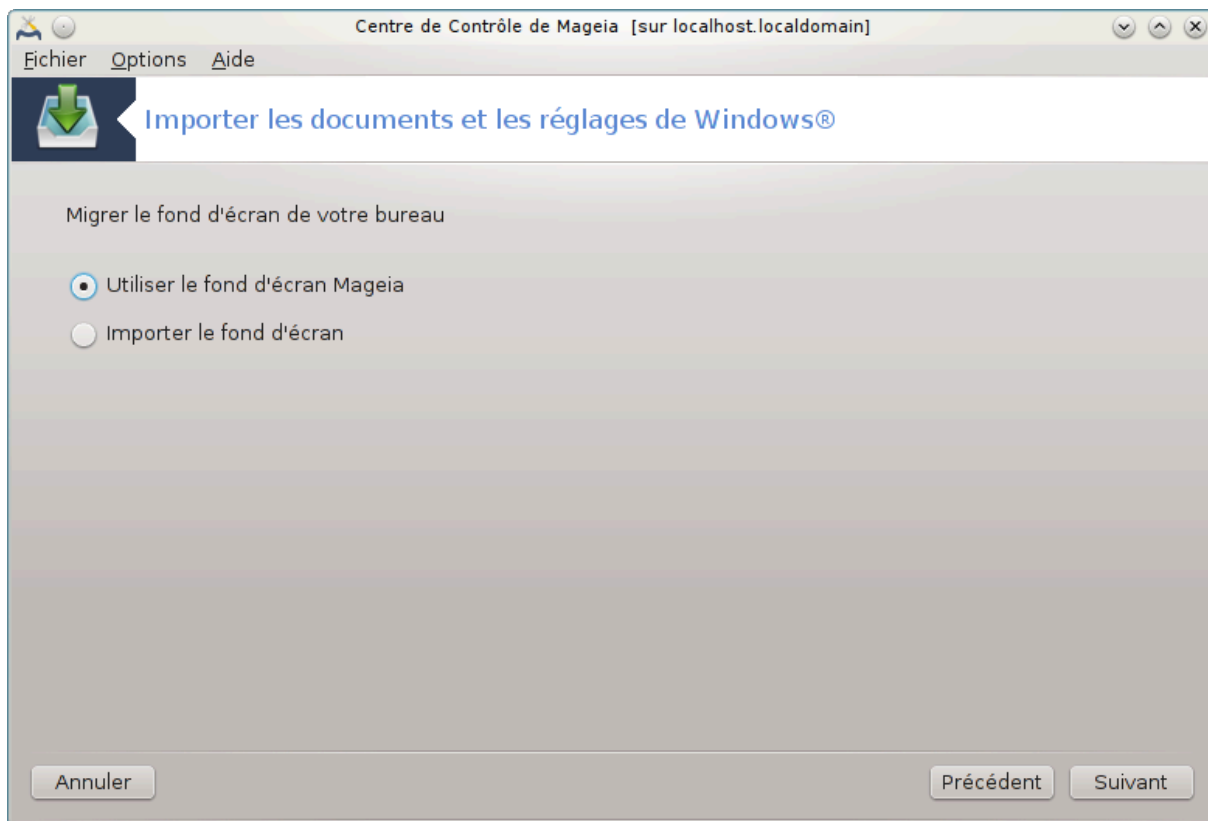 Centre de Contrôle de Mageia [sur localhost.localdomain]
Fichier Options Aide
Importer les documents et les réglages de Windows®
Migrer le fond d'écran de votre bureau
Utiliser le fond d'écran Mageia
Importer le fond d'écran
Annuler Précédent Suivant